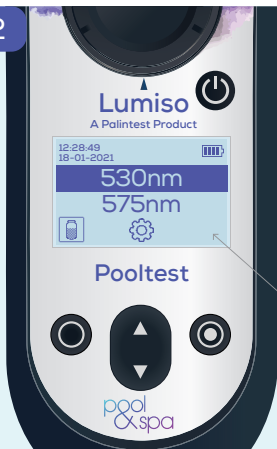 2
Lumiso
A Palintest Product
12:28:49
18-01-2021
530nm
575nm
Pooltest
pool
&spa